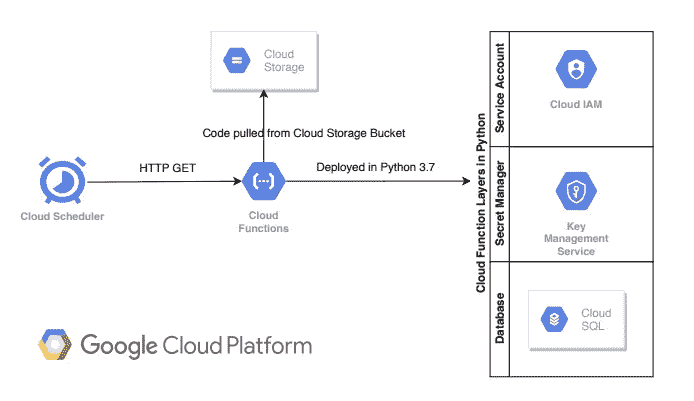 Cloud
Storage
Code pulled from Cloud Storage Bucket
HTTP GET
Deployed in Python 3.7
Cloud Scheduler
Cloud
Functions
Cloud Function Layers in Python
Service Account
Cloud IAM
Secret Manager
Key
Management
Service
Database
Cloud
SQL
Google Cloud Platform